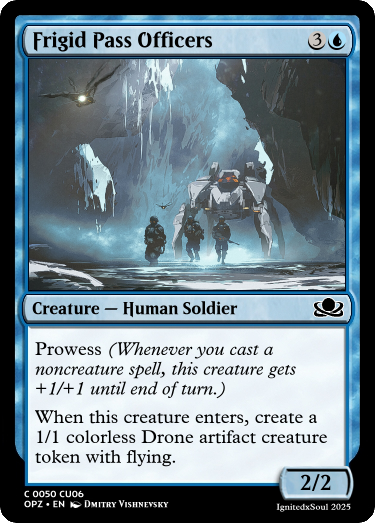 Frigid Pass Officers 3
Creature — Human Soldier
Prowess (Whenever you cast a
noncreature spell, this creature gets
+1/+1 until end of turn.)
When this creature enters, create a
1/1 colorless Drone artifact creature
token with flying.
2/2
C 0050 CU06
OPZ • EN Dmitry Vishnevsky
IgnitedxSoul 2025